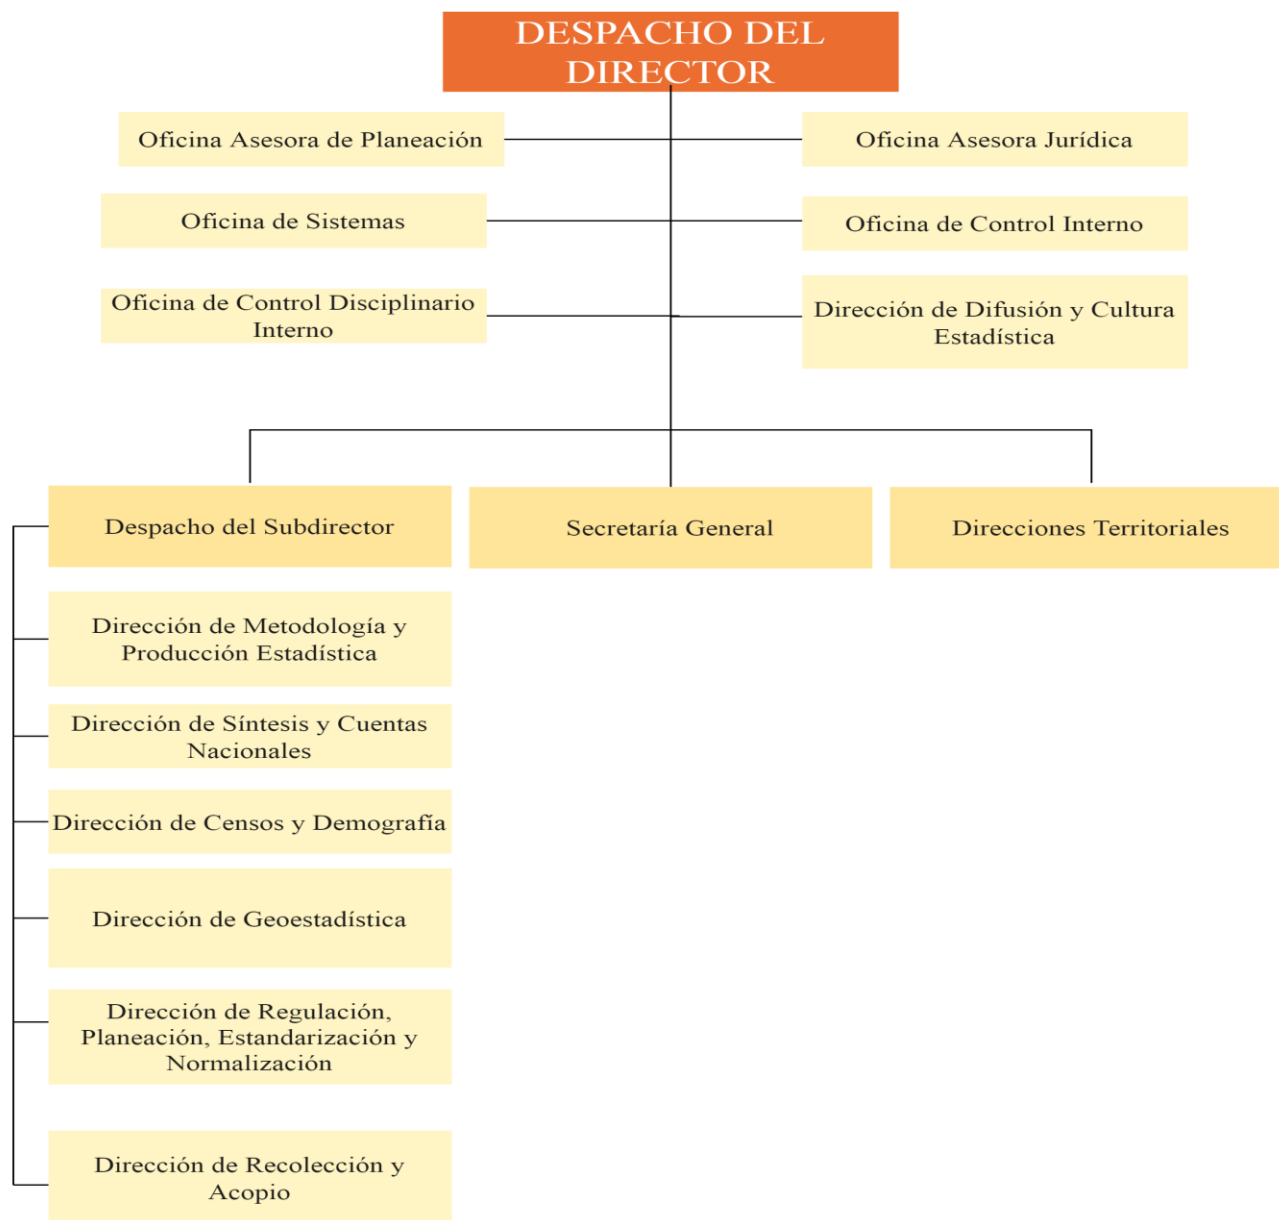 DESPACHO DEL
DIRECTOR
Oficina Asesora de Planeación
Oficina Asesora Jurídica
Oficina de Sistemas
Oficina de Control Interno
Oficina de Control Disciplinario
Interno
Dirección de Difusión y Cultura
Estadística
Despacho del Subdirector
Secretaría General
Direcciones Territoriales
Dirección de Metodología y
Producción Estadística
Dirección de Síntesis y Cuentas
Nacionales
Dirección de Censos y Demografía
Dirección de Geoestadística
Dirección de Regulación,
Planeación, Estandarización y
Normalización
Dirección de Recolección y
Acopio